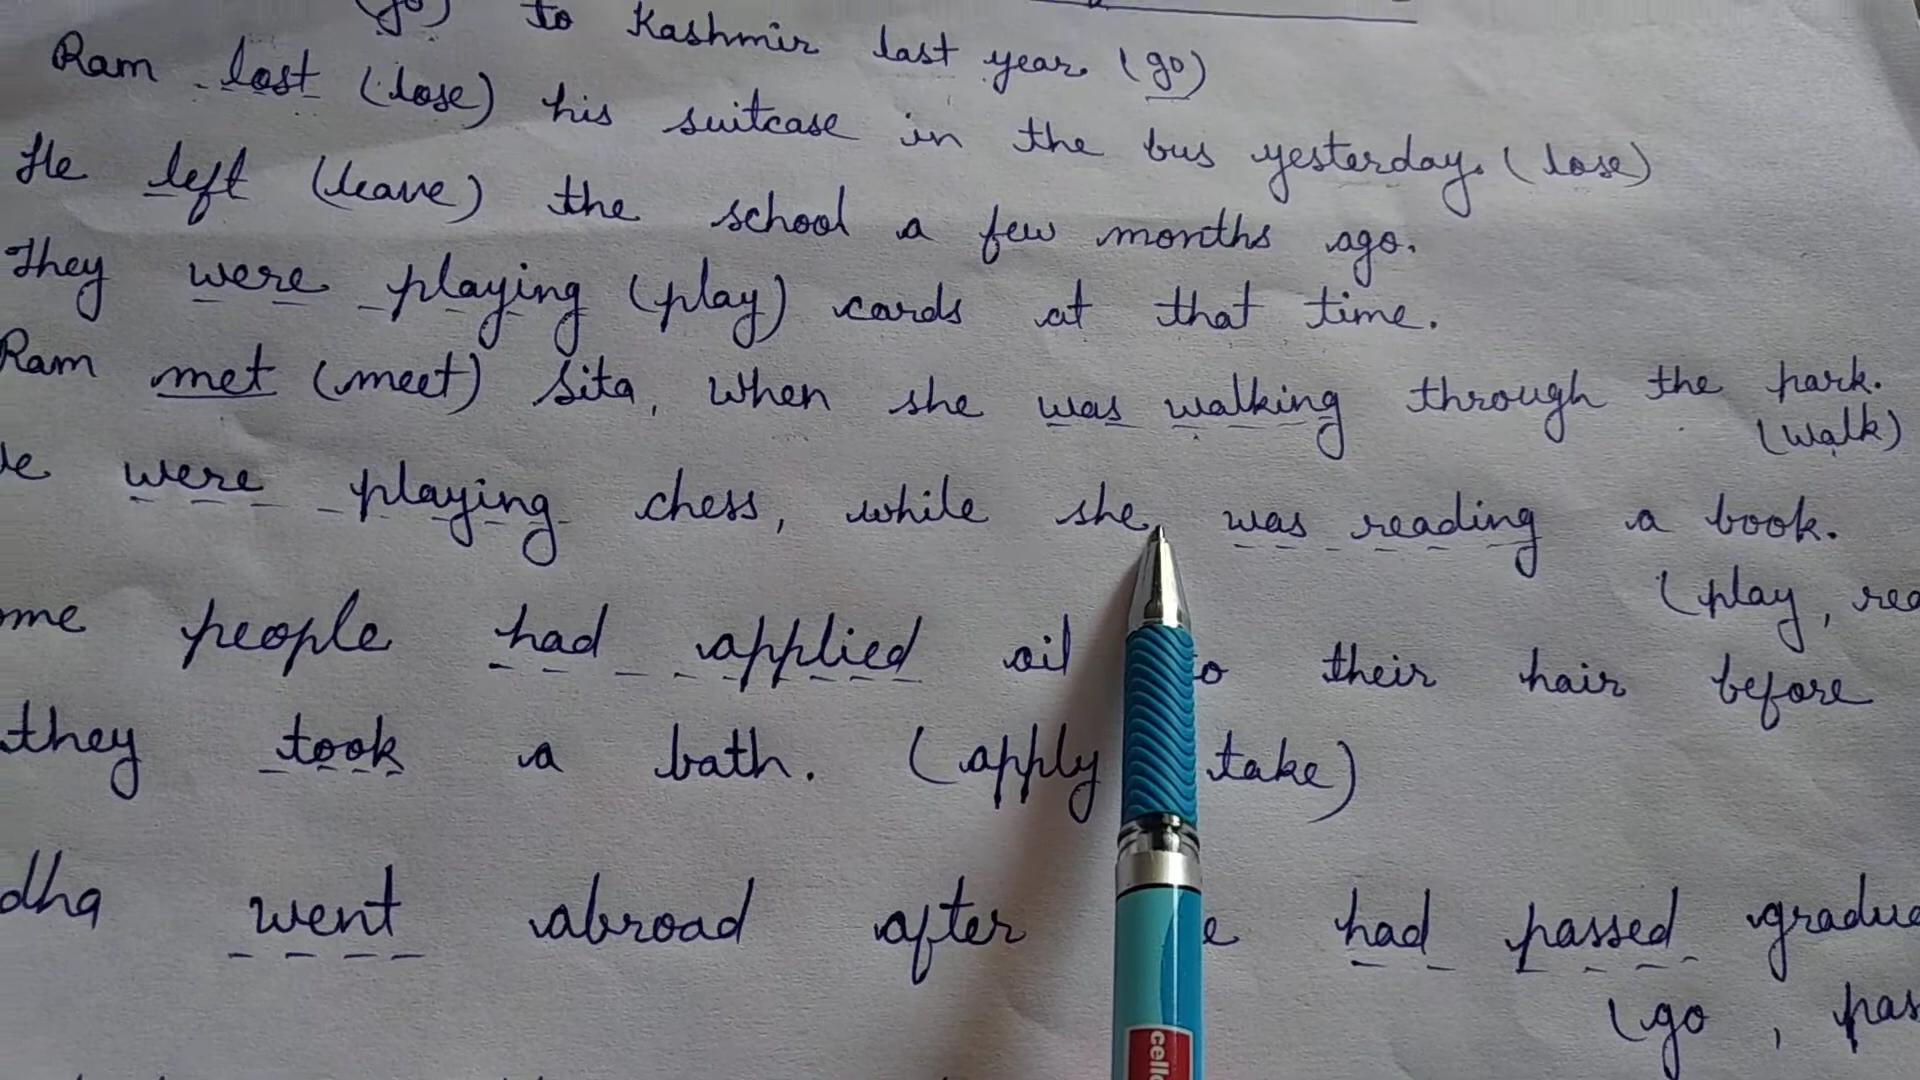 (go) to Kashmir last year (go)
Ram lost (lose) his suitcase in the bus yesterday. (lose)
He left (leave) the school a few months ago.
They were playing (play) cards at that time.
Ram met (meet) Sita, when she was walking through the park.
(walk)
were playing chess, while she was reading a book.
(play,
people had applied oil their hair before
they took a bath. (apply take)
went abroad after had passed
(go,
cello